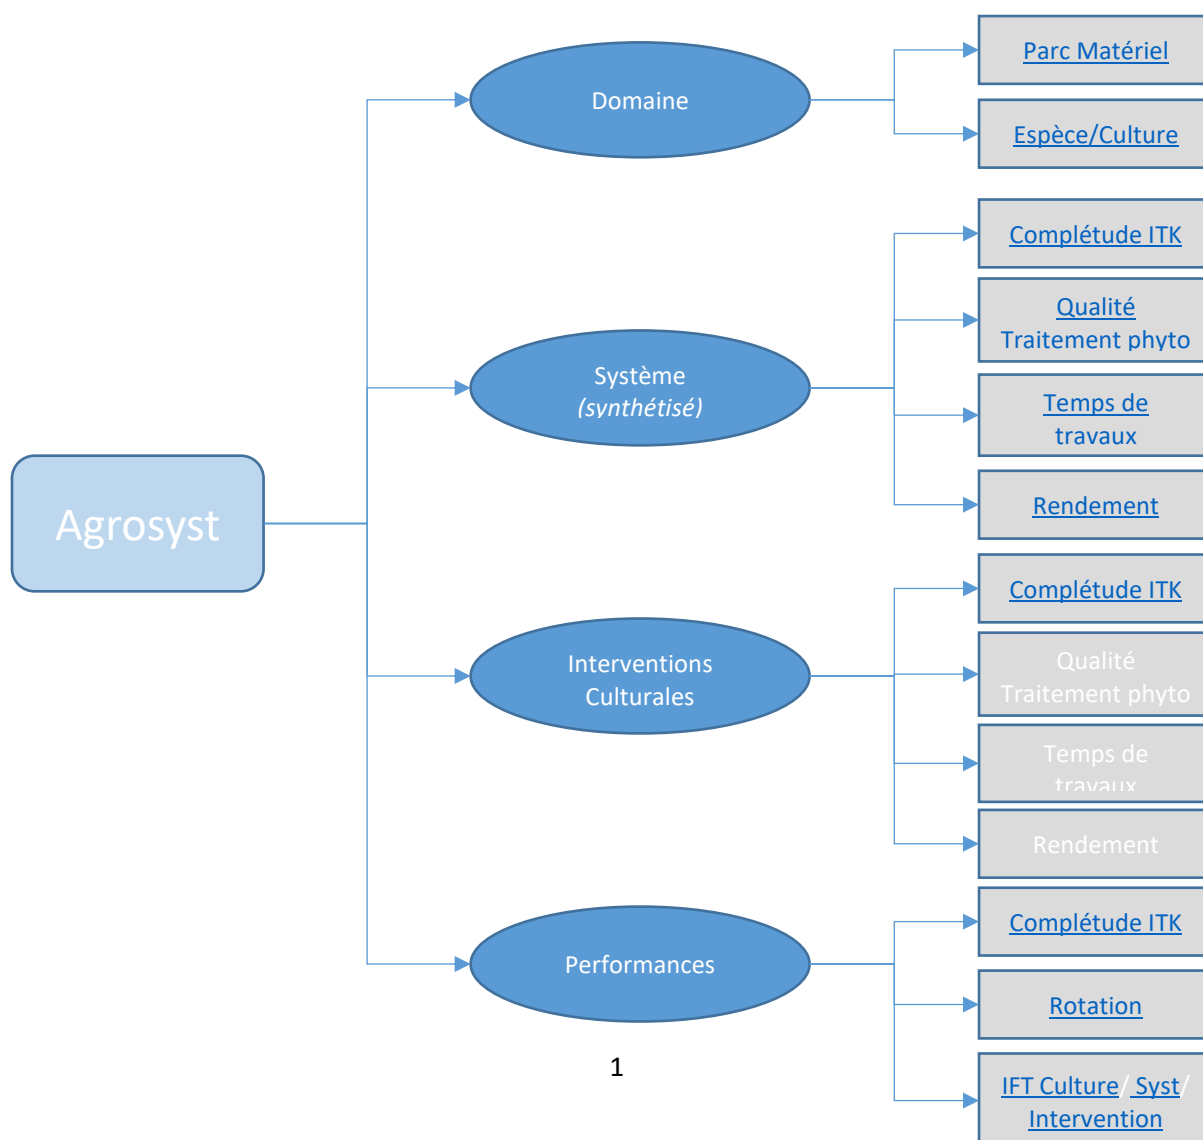 Agrosyst
Domaine
Parc Matériel
Espèce/Culture
Système
(synthétisé)
Complétude ITK
Qualité
Traitement phyto
Temps de
travaux
Rendement
Interventions
Culturales
Complétude ITK
Qualité
Traitement phyto
Temps de
travaux
Rendement
Performances
Complétude ITK
Rotation
IFT Culture/ Syst/
Intervention
1